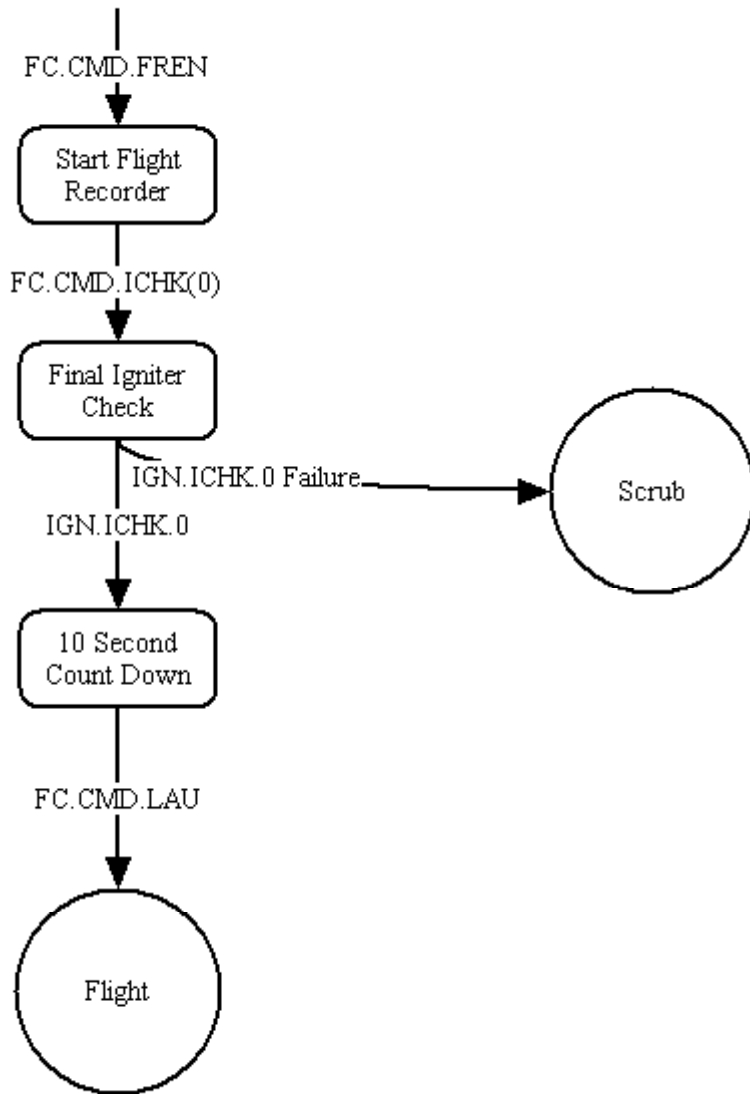 FC.CMD.FREN
Start Flight
Recorder
FC.CMD.ICHK(0)
Final Igniter
Check
IGN.ICHK.0 Failure
Scrub
IGN.ICHK.0
10 Second
Count Down
FC.CMD.LAU
Flight